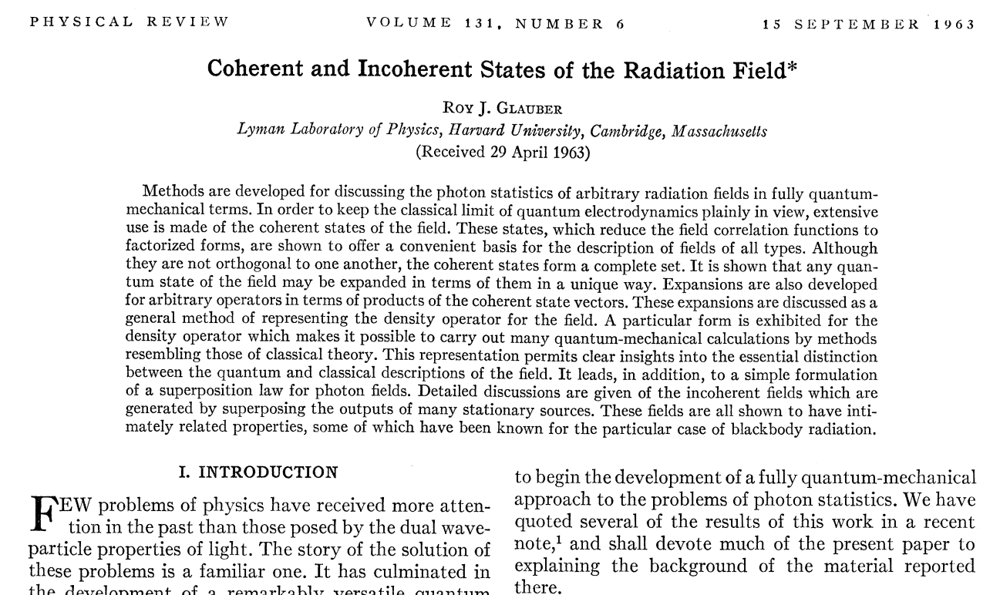 PHYSICAL REVIEW VOLUME 131, NUMBER 6 15 SEPTEMBER 1963
Coherent and Incoherent States of the Radiation Field*
ROY J. GLAUBER
Lyman Laboratory of Physics, Harvard University, Cambridge, Massachusetts
(Received 29 April 1963)
Methods are developed for discussing the photon statistics of arbitrary radiation fields in fully quantum-
mechanical terms. In order to keep the classical limit of quantum electrodynamics plainly in view, extensive
use is made of the coherent states of the field. These states, which reduce the field correlation functions to
factorized forms, are shown to offer a convenient basis for the description of fields of all types. Although
they are not orthogonal to one another, the coherent states form a complete set. It is shown that any quan-
tum state of the field may be expanded in terms of them in a unique way. Expansions are also developed
for arbitrary operators in terms of products of the coherent state vectors. These expansions are discussed as a
general method of representing the density operator for the field. A particular form is exhibited for the
density operator which makes it possible to carry out many quantum-mechanical calculations by methods
resembling those of classical theory. This representation permits clear insights into the essential distinction
between the quantum and classical descriptions of the field. It leads, in addition, to a simple formulation
of a superposition law for photon fields. Detailed discussions are given of the incoherent fields which are
generated by superposing the outputs of many stationary sources. These fields are all shown to have inti-
mately related properties, some of which have been known for the particular case of blackbody radiation.
I. INTRODUCTION
FEW problems of physics have received more atten-
tion in the past than those posed by the dual wave-
particle properties of light. The story of the solution of
these problems is a familiar one. It has culminated in
the development of a remarkably versatile quantum
to begin the development of a fully quantum-mechanical
approach to the problems of photon statistics. We have
quoted several of the results of this work in a recent
note,¹ and shall devote much of the present paper to
explaining the background of the material reported
there.